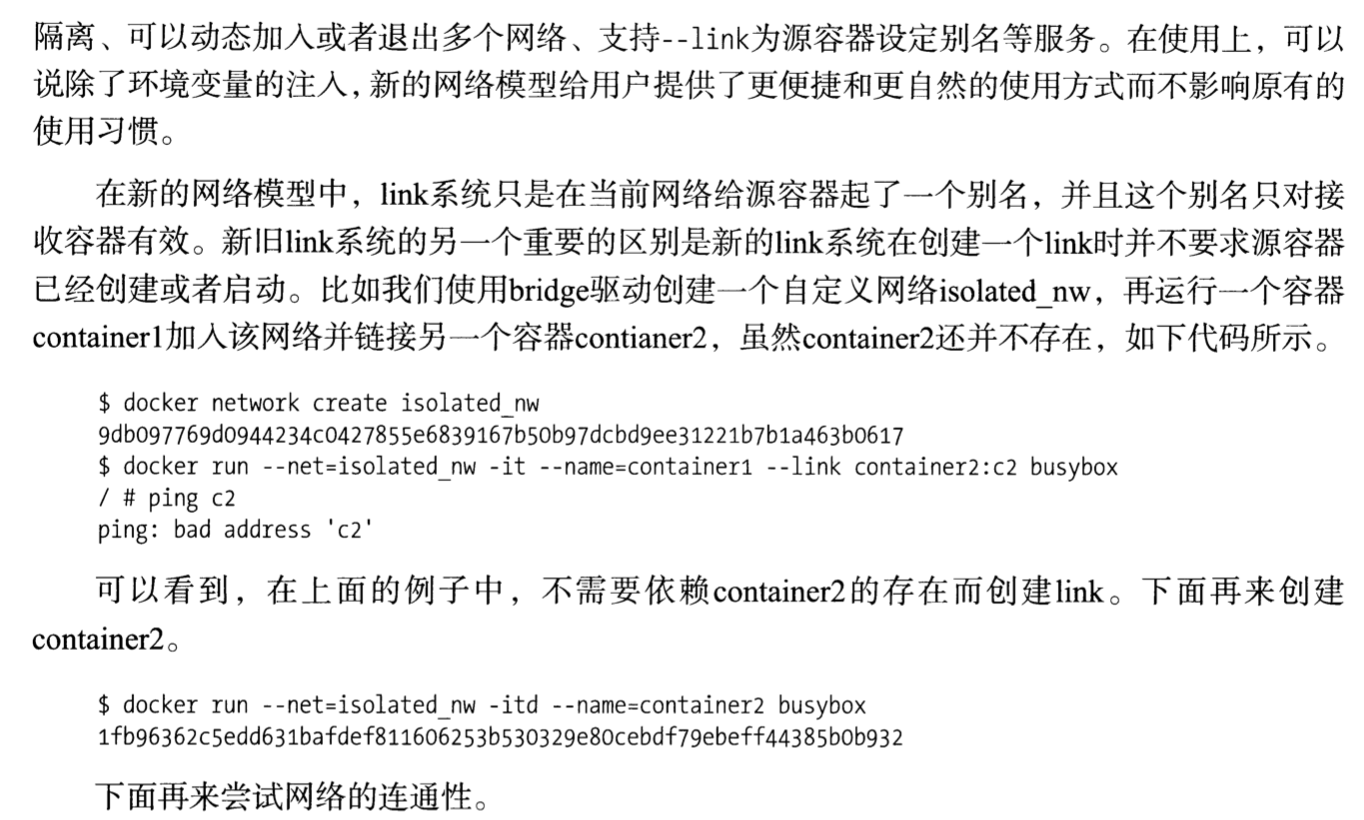 隔离、可以动态加入或者退出多个网络、支持--link为源容器设定别名等服务。在使用上，可以
说除了环境变量的注入，新的网络模型给用户提供了更便捷和更自然的使用方式而不影响原有的
使用习惯。
在新的网络模型中，link系统只是在当前网络给源容器起了一个别名，并且这个别名只对接
收容器有效。新旧link系统的另一个重要的区别是新的link系统在创建一个link时并不要求源容器
已经创建或者启动。比如我们使用bridge驱动创建一个自定义网络isolated_nw，再运行一个容器
container1加入该网络并链接另一个容器contianer2，虽然container2还并不存在，如下代码所示。
$ docker network create isolated_nw
9db097769d0944234c0427855e6839167b50b97dcbd9ee31221b7b1a463b0617
$ docker run --net=isolated_nw -it --name=container1 --link container2:c2 busybox
/ # ping c2
ping: bad address 'c2'
可以看到，在上面的例子中，不需要依赖container2的存在而创建link。下面再来创建
container2。
$ docker run --net=isolated_nw -itd --name=container2 busybox
1fb96362c5edd631bafdef811606253b530329e80cebdf79ebeff44385b0b932
下面再来尝试网络的连通性。